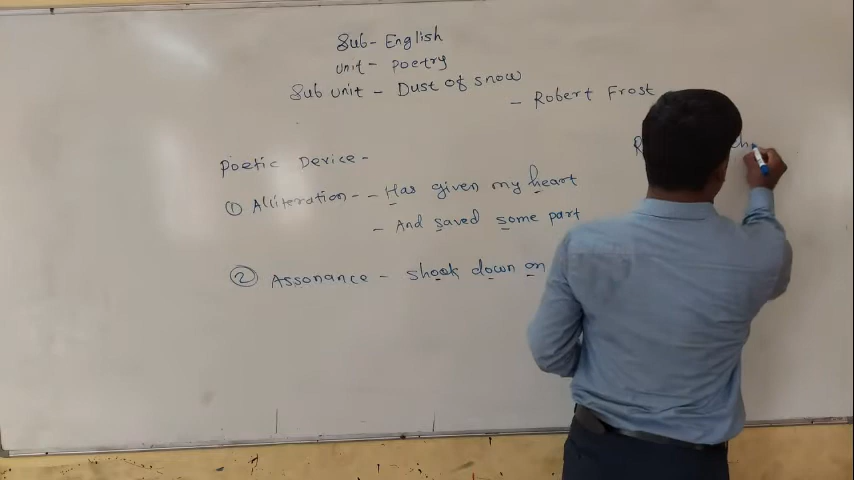 Sub- English
Unit - Poetry
Sub unit - Dust of snow
- Robert Frost
Poetic Device -
① Alliteration - - Has given my heart
- And saved some part
② Assonance - shook down on